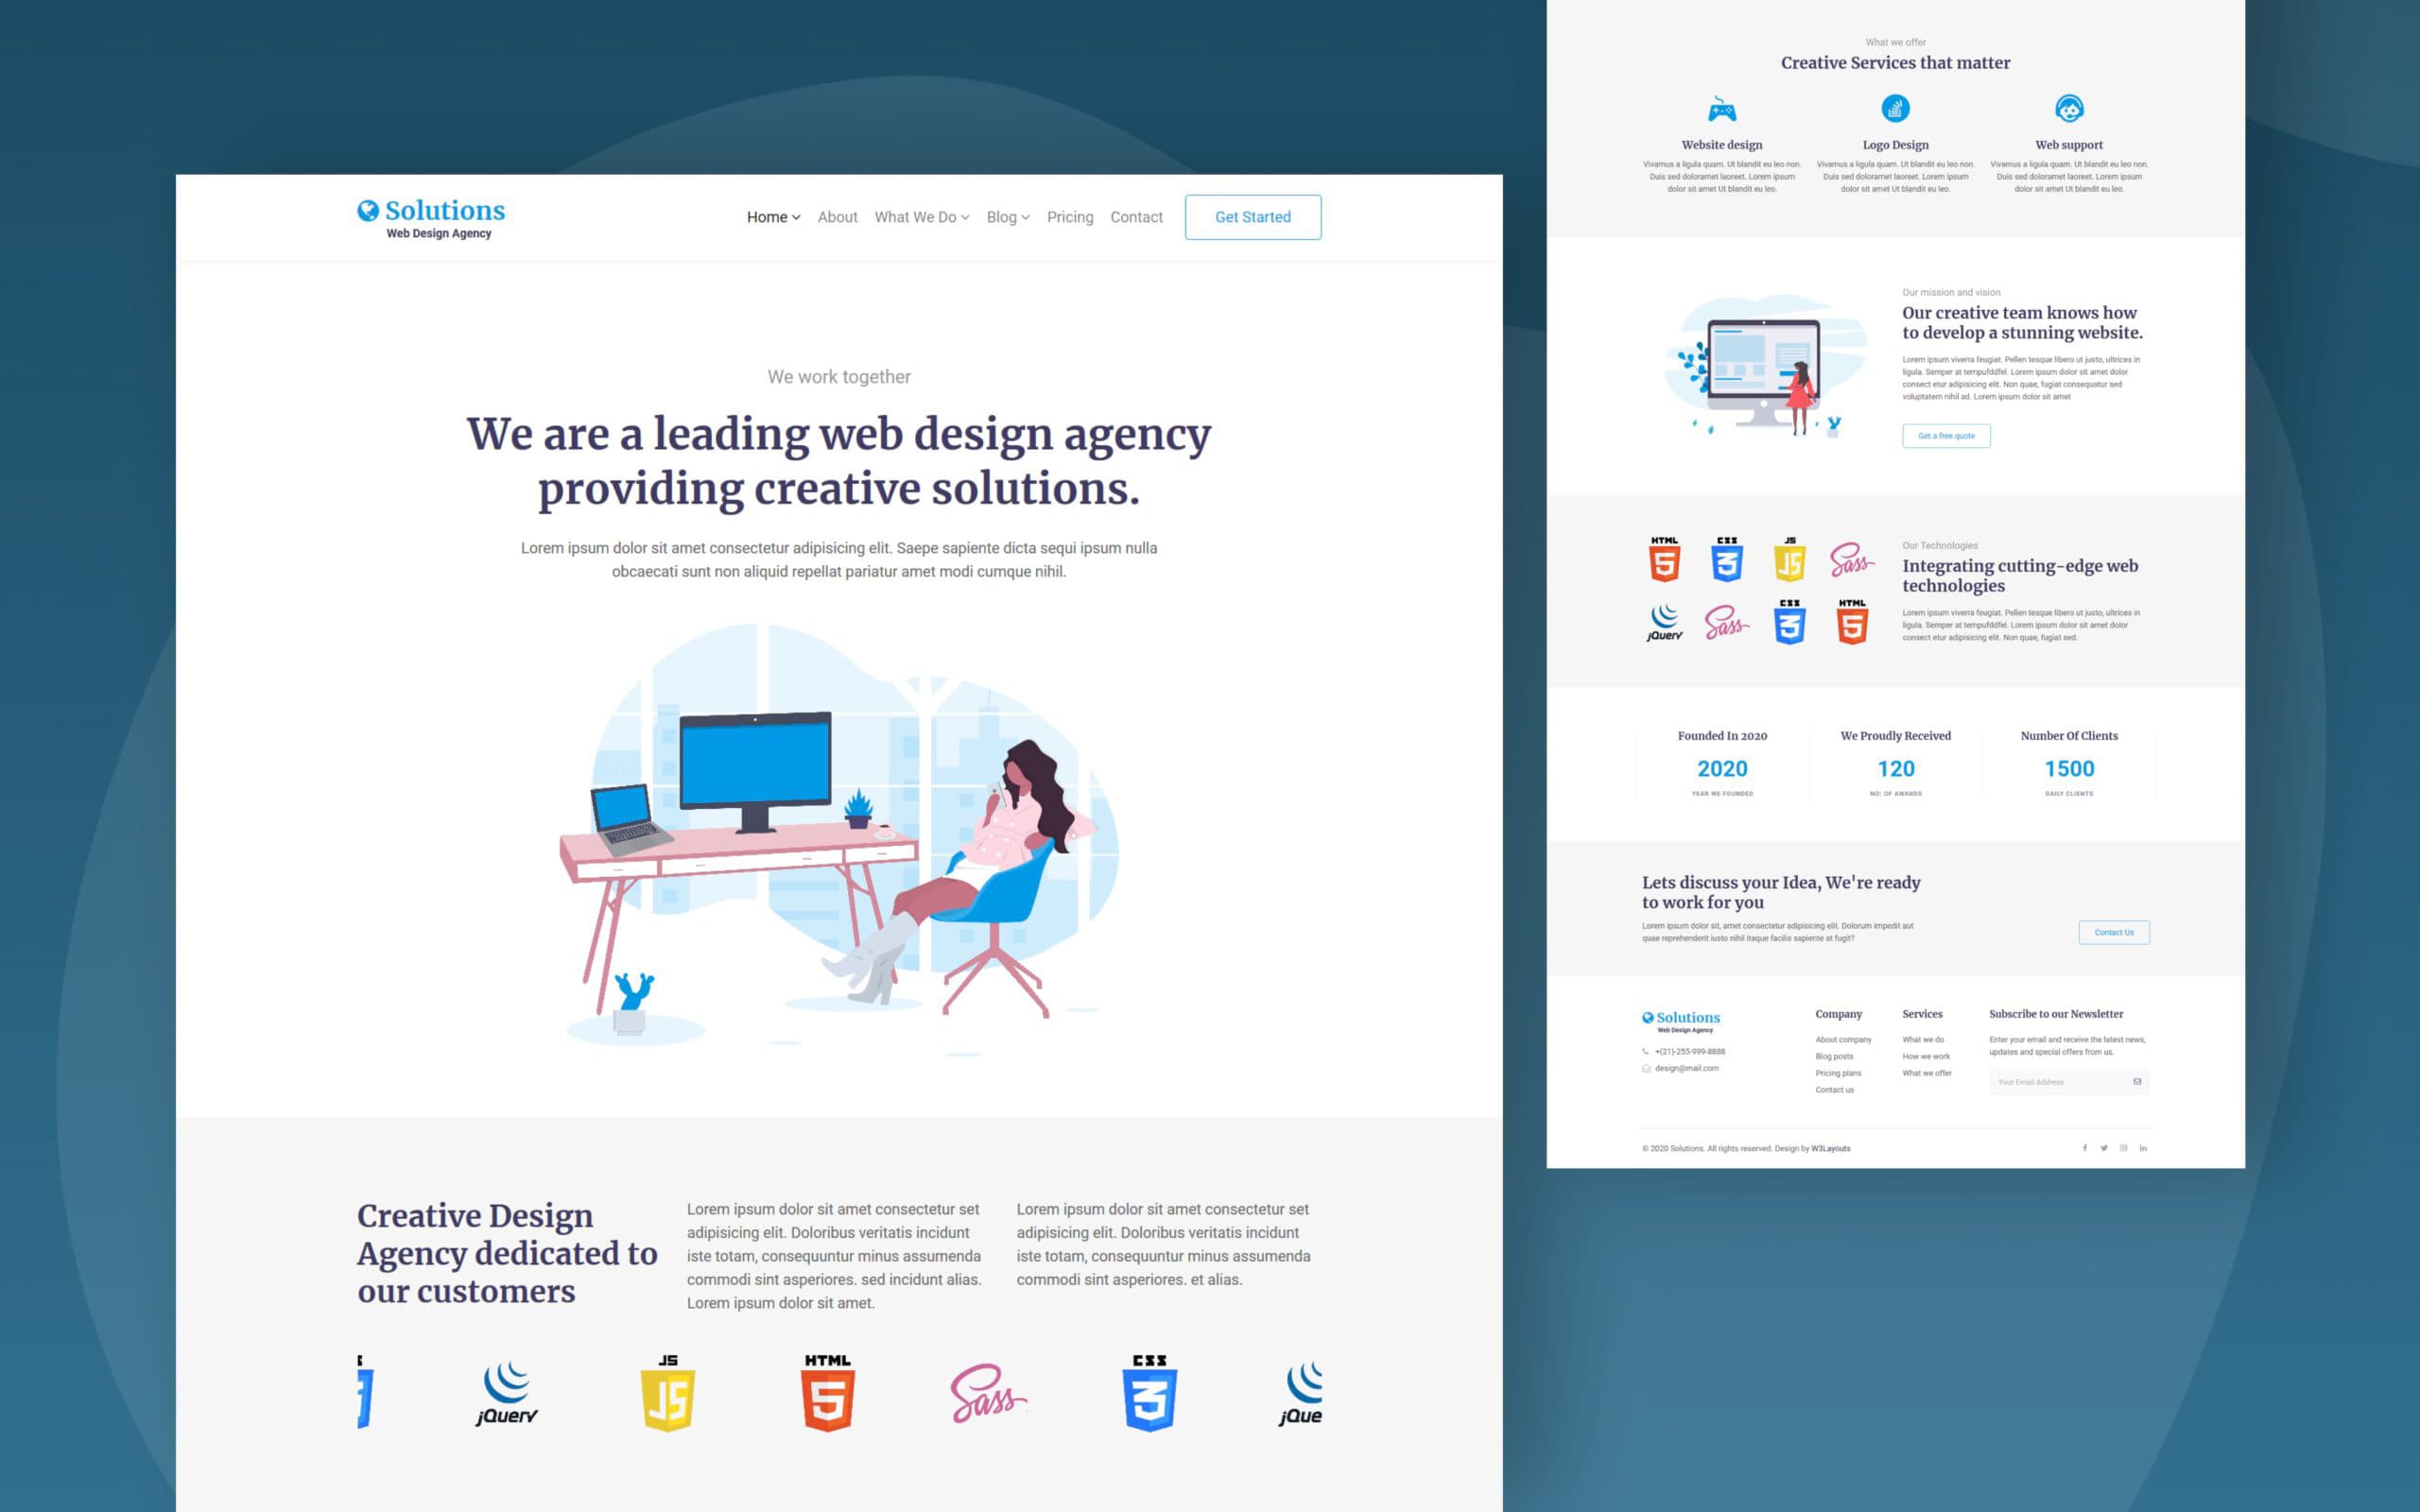 Solutions
Web Design Agency
Home
About
What We Do
Blog
Pricing
Contact
Get Started
We work together
We are a leading web design agency
providing creative solutions.
Lorem ipsum dolor sit amet consectetur adipisicing elit. Saepe sapiente dicta sequi ipsum nulla
obcaecati sunt non aliquid repellat pariatur amet modi cumque nihil.
Creative Design
Agency dedicated to
our customers
Lorem ipsum dolor sit amet consectetur set
adipisicing elit. Doloribus veritatis incidunt
iste totam, consequuntur minus assumenda
commodi sint asperiores. sed incidunt alias.
Lorem ipsum dolor sit amet.
Lorem ipsum dolor sit amet consectetur set
adipisicing elit. Doloribus veritatis incidunt
iste totam, consequuntur minus assumenda
commodi sint asperiores. et alias.
jQuery
JS
JS
HTML
5
Sass
CSS
3
jQue
What we offer
Creative Services that matter
Website design
Vivamus a ligula quam. Ut blandit eu leo non.
Duis sed doloramet laoreet. Lorem ipsum
dolor sit amet Ut blandit eu leo.
Logo Design
Vivamus a ligula quam. Ut blandit eu leo non.
Duis sed doloramet laoreet. Lorem ipsum
dolor sit amet Ut blandit eu leo.
Web support
Vivamus a ligula quam. Ut blandit eu leo non.
Duis sed doloramet laoreet. Lorem ipsum
dolor sit amet Ut blandit eu leo.
Our mission and vision
Our creative team knows how
to develop a stunning website.
Lorem ipsum viverra feugiat. Pellen tesque libero ut justo, ultrices in
ligula. Semper at tempufddfel. Lorem ipsum dolor sit amet dolor
consect etur adipisicing elit. Non quae, fugiat consequatur sed
voluptatem nihil ad. Lorem ipsum dolor sit amet
Get a free quote
HTML
5
CSS
3
JS
JS
Sass
jQuery
Sass
CSS
3
HTML
5
Our Technologies
Integrating cutting-edge web
technologies
Lorem ipsum viverra feugiat. Pellen tesque libero ut justo, ultrices in
ligula. Semper at tempufddfel. Lorem ipsum dolor sit amet dolor
consect etur adipisicing elit. Non quae, fugiat sed.
Founded In 2020
2020
YEAR WE FOUNDED
We Proudly Received
120
NO: OF AWARDS
Number Of Clients
1500
DAILY CLIENTS
Lets discuss your Idea, We're ready
to work for you
Lorem ipsum dolor sit, amet consectetur adipisicing elit. Dolorum impedit aut
quae reprehenderit iusto nihil itaque facilis sapiente at fugit?
Contact Us
Solutions
Web Design Agency
+(21)-255-999-8888
design@mail.com
Company
About company
Blog posts
Pricing plans
Contact us
Services
What we do
How we work
What we offer
Subscribe to our Newsletter
Enter your email and receive the latest news,
updates and special offers from us.
Your Email Address
© 2020 Solutions. All rights reserved. Design by W3Layouts